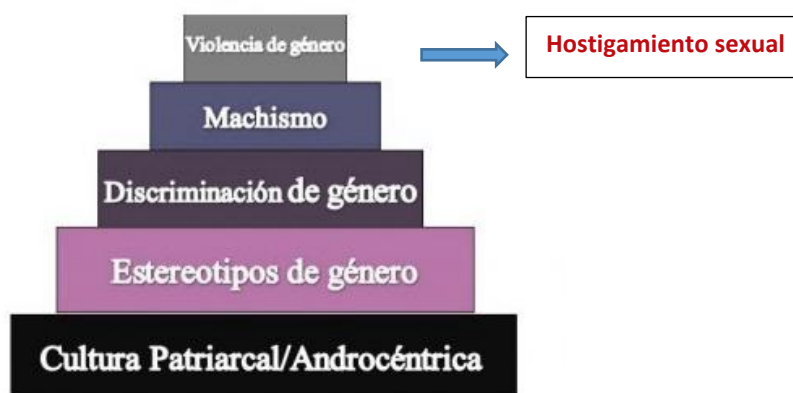 Violencia de género
Hostigamiento sexual
Machismo
Discriminación de género
Estereotipos de género
Cultura Patriarcal/Androcéntrica